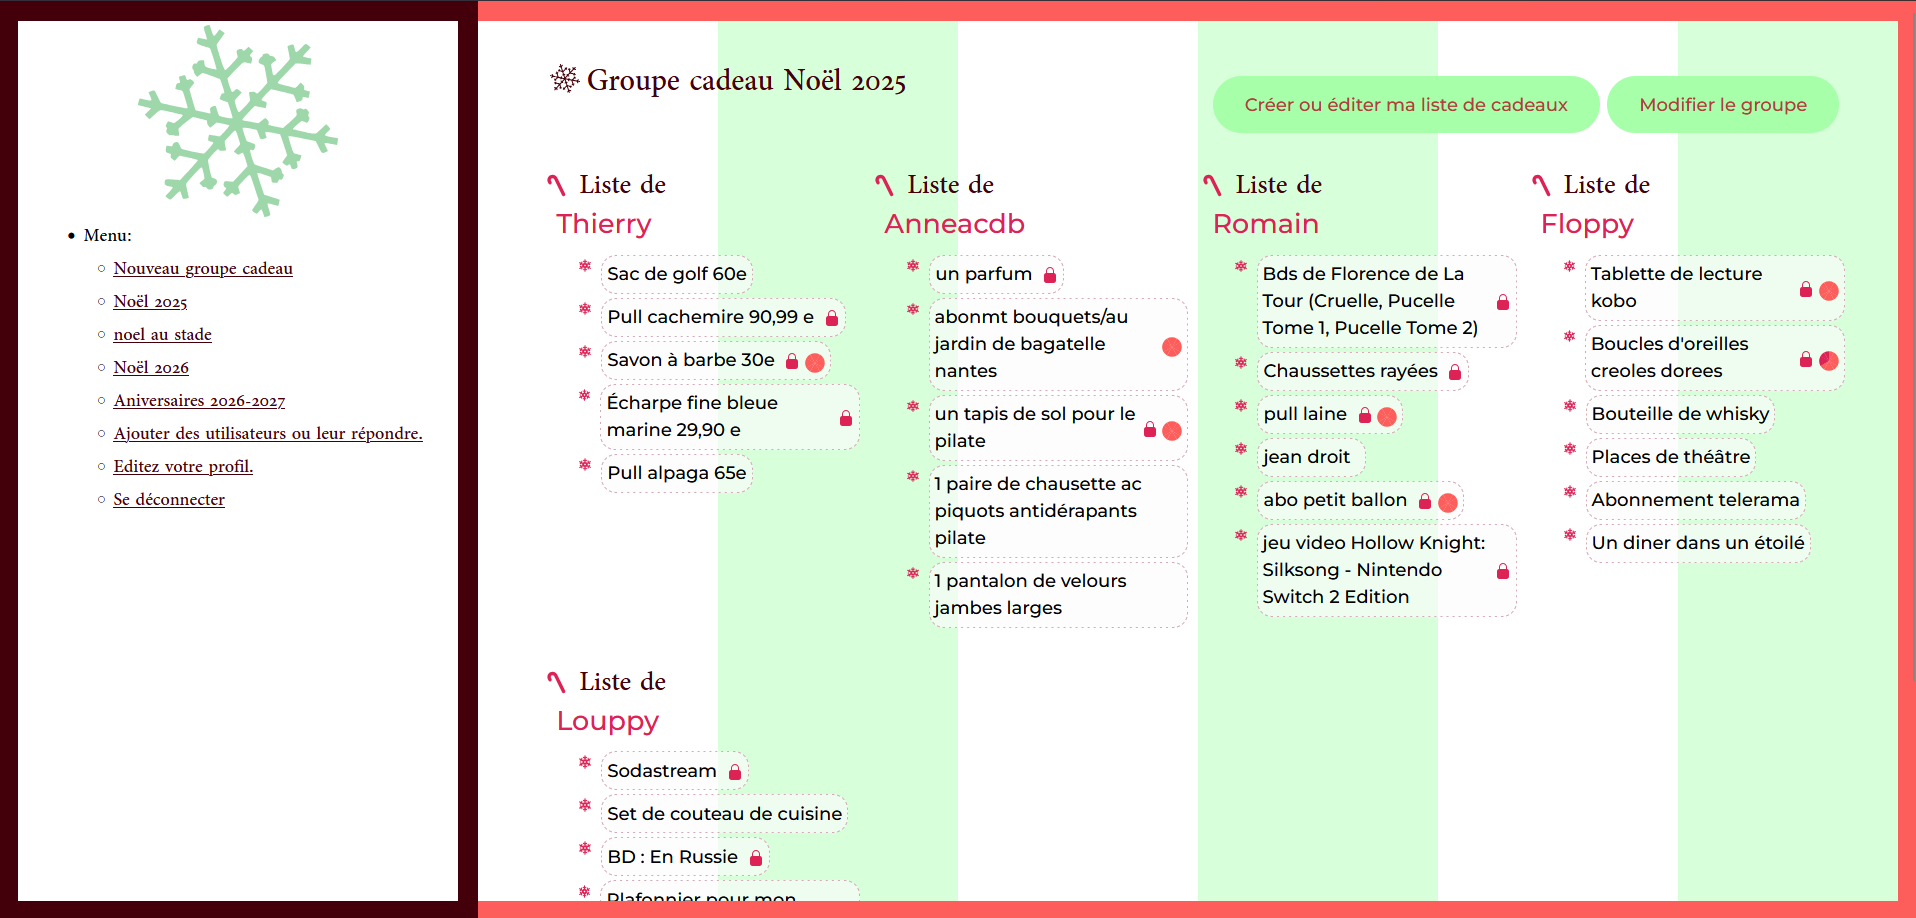 Menu:
Nouveau groupe cadeau
Noël 2025
noel au stade
Noël 2026
Aniversaires 2026-2027
Ajouter des utilisateurs ou leur répondre.
Editez votre profil.
Se déconnecter
Groupe cadeau Noël 2025
Créer ou éditer ma liste de cadeaux
Modifier le groupe
Liste de
Thierry
Sac de golf 60e
Pull cachemire 90,99 e
Savon à barbe 30e
Écharpe fine bleue
marine 29,90 e
Pull alpaga 65e
Liste de
Anneacdb
un parfum
abonmt bouquets/au
jardin de bagatelle
nantes
un tapis de sol pour le
pilate
1 paire de chausette ac
piquots antidérapants
pilate
1 pantalon de velours
jambes larges
Liste de
Romain
Bds de Florence de La
Tour (Cruelle, Pucelle
Tome 1, Pucelle Tome 2)
Chaussettes rayées
pull laine
jean droit
abo petit ballon
jeu video Hollow Knight:
Silksong - Nintendo
Switch 2 Edition
Liste de
Floppy
Tablette de lecture
kobo
Boucles d'oreilles
creoles dorees
Bouteille de whisky
Places de théâtre
Abonnement telerama
Un diner dans un étoilé
Liste de
Louppy
Sodastream
Set de couteau de cuisine
BD : En Russie
Plafonnier pour mon